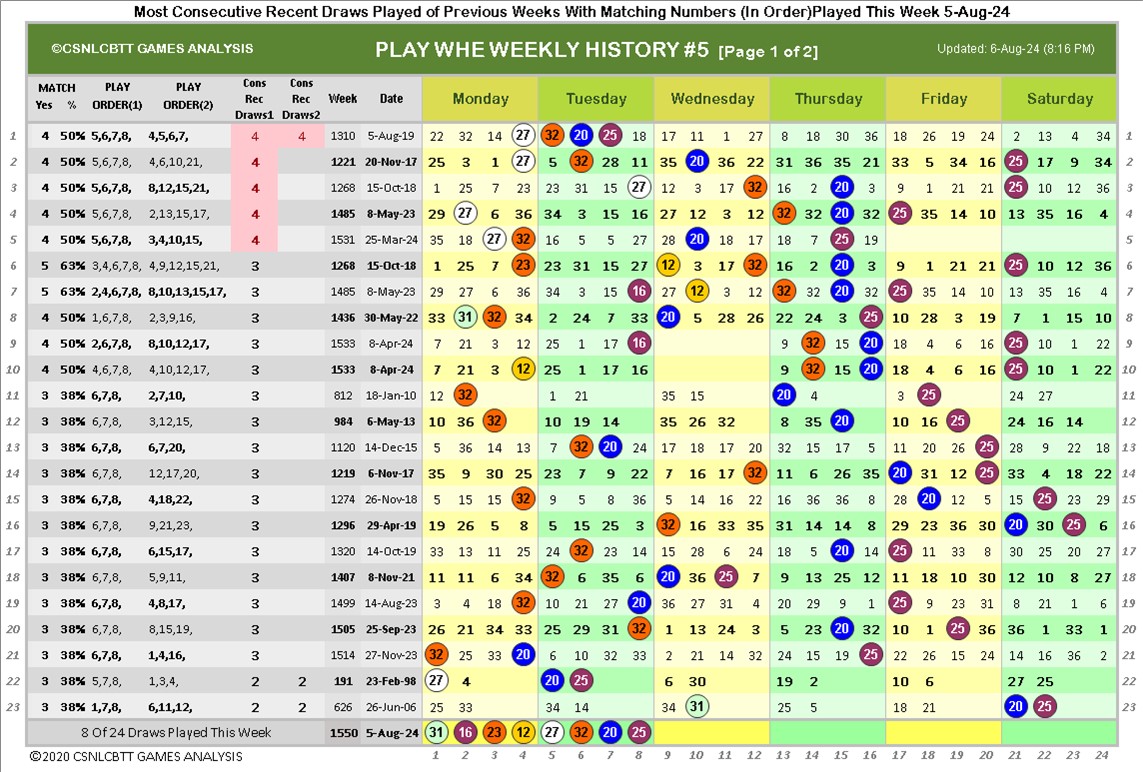 Most Consecutive Recent Draws Played of Previous Weeks With Matching Numbers (In Order)Played This Week 5-Aug-24
©CSNLCBTT GAMES ANALYSIS PLAY WHE WEEKLY HISTORY #5 [Page 1 of 2] Updated: 6-Aug-24 (8:16 PM)
MATCH Yes % PLAY ORDER(1) PLAY ORDER(2) Cons Rec Draws1 Cons Rec Draws2 Week Date Monday Tuesday Wednesday Thursday Friday Saturday
1 4 50% 5,6,7,8, 4,5,6,7, 4 4 1310 5-Aug-19 22 32 14 27 32 20 25 18 17 11 1 27 8 18 30 36 18 26 19 24 2 13 4 34 1
2 4 50% 5,6,7,8, 4,6,10,21, 4 1221 20-Nov-17 25 3 1 27 5 32 28 11 35 20 36 22 31 36 35 21 33 5 34 16 25 17 9 34 2
3 4 50% 5,6,7,8, 8,12,15,21, 4 1268 15-Oct-18 1 25 7 23 23 31 15 27 12 3 17 32 16 2 20 3 9 1 21 21 25 10 12 36 3
4 4 50% 5,6,7,8, 2,13,15,17, 4 1485 8-May-23 29 27 6 36 34 3 15 16 27 12 3 12 32 32 20 32 25 35 14 10 13 35 16 4 4
5 4 50% 5,6,7,8, 3,4,10,15, 4 1531 25-Mar-24 35 18 27 32 16 5 5 27 28 20 18 17 18 7 25 19 5
6 5 63% 3,4,6,7,8, 4,9,12,15,21, 3 1268 15-Oct-18 1 25 7 23 23 31 15 27 12 3 17 32 16 2 20 3 9 1 21 21 25 10 12 36 6
7 5 63% 2,4,6,7,8, 8,10,13,15,17, 3 1485 8-May-23 29 27 6 36 34 3 15 16 27 12 3 12 32 32 20 32 25 35 14 10 13 35 16 4 7
8 4 50% 1,6,7,8, 2,3,9,16, 3 1436 30-May-22 33 31 32 34 2 24 7 33 20 5 28 26 22 24 3 25 10 28 3 19 7 1 15 10 8
9 4 50% 2,6,7,8, 8,10,12,17, 3 1533 8-Apr-24 7 21 3 12 25 1 17 16 9 32 15 20 18 4 6 16 25 10 1 22 9
10 4 50% 4,6,7,8, 4,10,12,17, 3 1533 8-Apr-24 7 21 3 12 25 1 17 16 9 32 15 20 18 4 6 16 25 10 1 22 10
11 3 38% 6,7,8, 2,7,10, 3 812 18-Jan-10 12 32 1 21 35 15 20 4 3 25 24 27 11
12 3 38% 6,7,8, 3,12,15, 3 984 6-May-13 10 36 32 10 19 14 35 26 32 8 35 20 10 16 25 24 16 14 12
13 3 38% 6,7,8, 6,7,20, 3 1120 14-Dec-15 5 36 14 13 7 32 20 24 17 18 17 20 32 15 17 5 11 20 26 25 28 9 22 18 13
14 3 38% 6,7,8, 12,17,20, 3 1219 6-Nov-17 35 9 30 25 23 7 9 22 7 16 17 32 11 6 26 35 20 31 12 25 33 4 18 22 14
15 3 38% 6,7,8, 4,18,22, 3 1274 26-Nov-18 5 15 15 32 9 5 8 36 5 14 16 22 16 36 36 8 28 20 12 5 15 25 23 29 15
16 3 38% 6,7,8, 9,21,23, 3 1296 29-Apr-19 19 26 5 8 5 15 25 3 32 16 33 35 31 14 14 8 29 23 36 30 20 30 25 6 16
17 3 38% 6,7,8, 6,15,17, 3 1320 14-Oct-19 33 13 11 25 24 32 23 14 15 28 6 24 18 5 20 14 25 11 33 8 30 25 20 27 17
18 3 38% 6,7,8, 5,9,11, 3 1407 8-Nov-21 11 11 6 34 32 6 35 6 20 36 25 7 9 13 25 12 11 18 10 30 12 10 8 27 18
19 3 38% 6,7,8, 4,8,17, 3 1499 14-Aug-23 3 4 18 32 10 21 27 20 36 27 31 4 20 29 9 1 25 9 23 31 8 21 1 6 19
20 3 38% 6,7,8, 8,15,19, 3 1505 25-Sep-23 26 21 34 33 25 29 31 32 1 13 24 3 5 23 20 32 10 1 25 36 36 1 33 1 20
21 3 38% 6,7,8, 1,4,16, 3 1514 27-Nov-23 32 25 33 20 6 10 32 33 2 21 14 32 24 15 19 25 22 26 15 24 14 16 36 2 21
22 3 38% 5,7,8, 1,3,4, 2 2 191 23-Feb-98 27 4 20 25 6 30 19 2 10 6 27 25 22
23 3 38% 1,7,8, 6,11,12, 2 2 626 26-Jun-06 25 33 34 14 34 31 25 5 18 21 20 25 23
8 Of 24 Draws Played This Week 1550 5-Aug-24 31 16 23 12 27 32 20 25
©2020 CSNLCBTT GAMES ANALYSIS 1 2 3 4 5 6 7 8 9 10 11 12 13 14 15 16 17 18 19 20 21 22 23 24